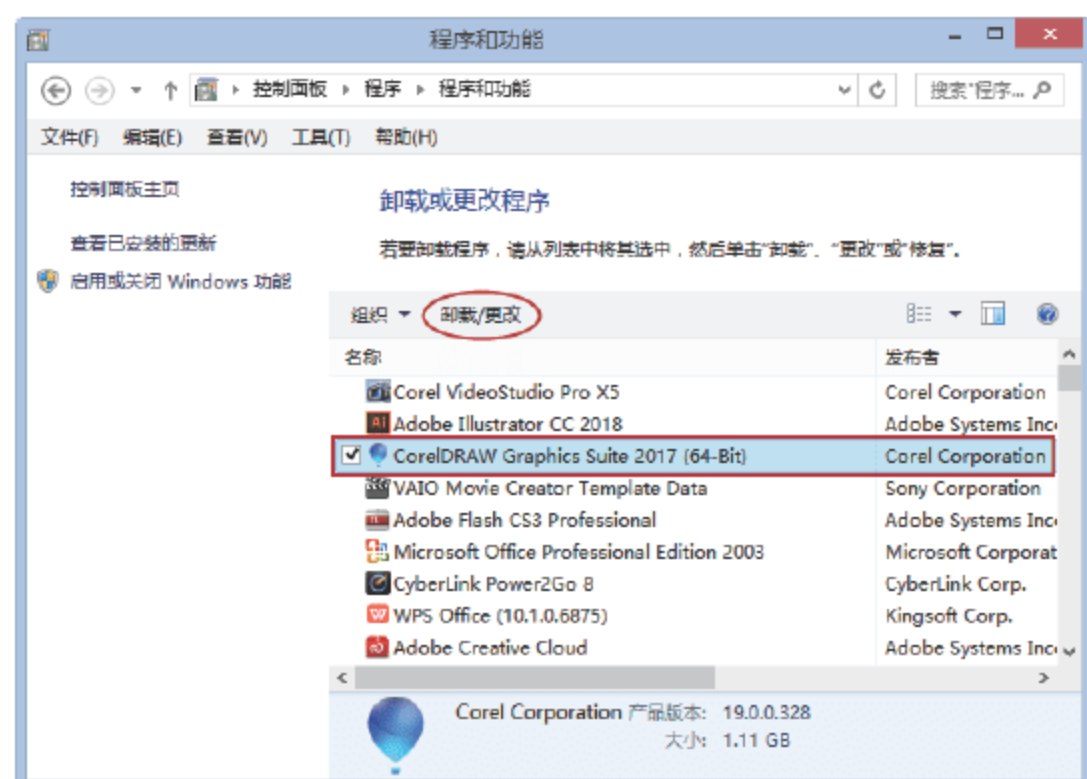 程序和功能
控制面板 程序 程序和功能 搜索"程序...
文件(F) 编辑(E) 查看(V) 工具(T) 帮助(H)
控制面板主页
卸载或更改程序
查看已安装的更新
若要卸载程序，请从列表中将其选中，然后单击"卸载"、"更改"或"修复"。
启用或关闭 Windows 功能
组织 卸载/更改
名称 发布者
Corel VideoStudio Pro X5 Corel Corporation
Adobe Illustrator CC 2018 Adobe Systems Inc
CorelDRAW Graphics Suite 2017 (64-Bit) Corel Corporation
VAIO Movie Creator Template Data Sony Corporation
Adobe Flash CS3 Professional Adobe Systems Inc
Microsoft Office Professional Edition 2003 Microsoft Corporat
CyberLink Power2Go 8 CyberLink Corp.
WPS Office (10.1.0.6875) Kingsoft Corp.
Adobe Creative Cloud Adobe Systems Inc
Corel Corporation 产品版本: 19.0.0.328
大小: 1.11 GB